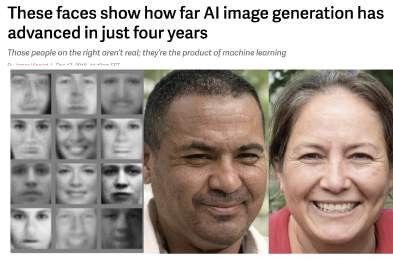 These faces show how far AI image generation has
advanced in just four years
Those people on the right aren't real; they're the product of machine learning